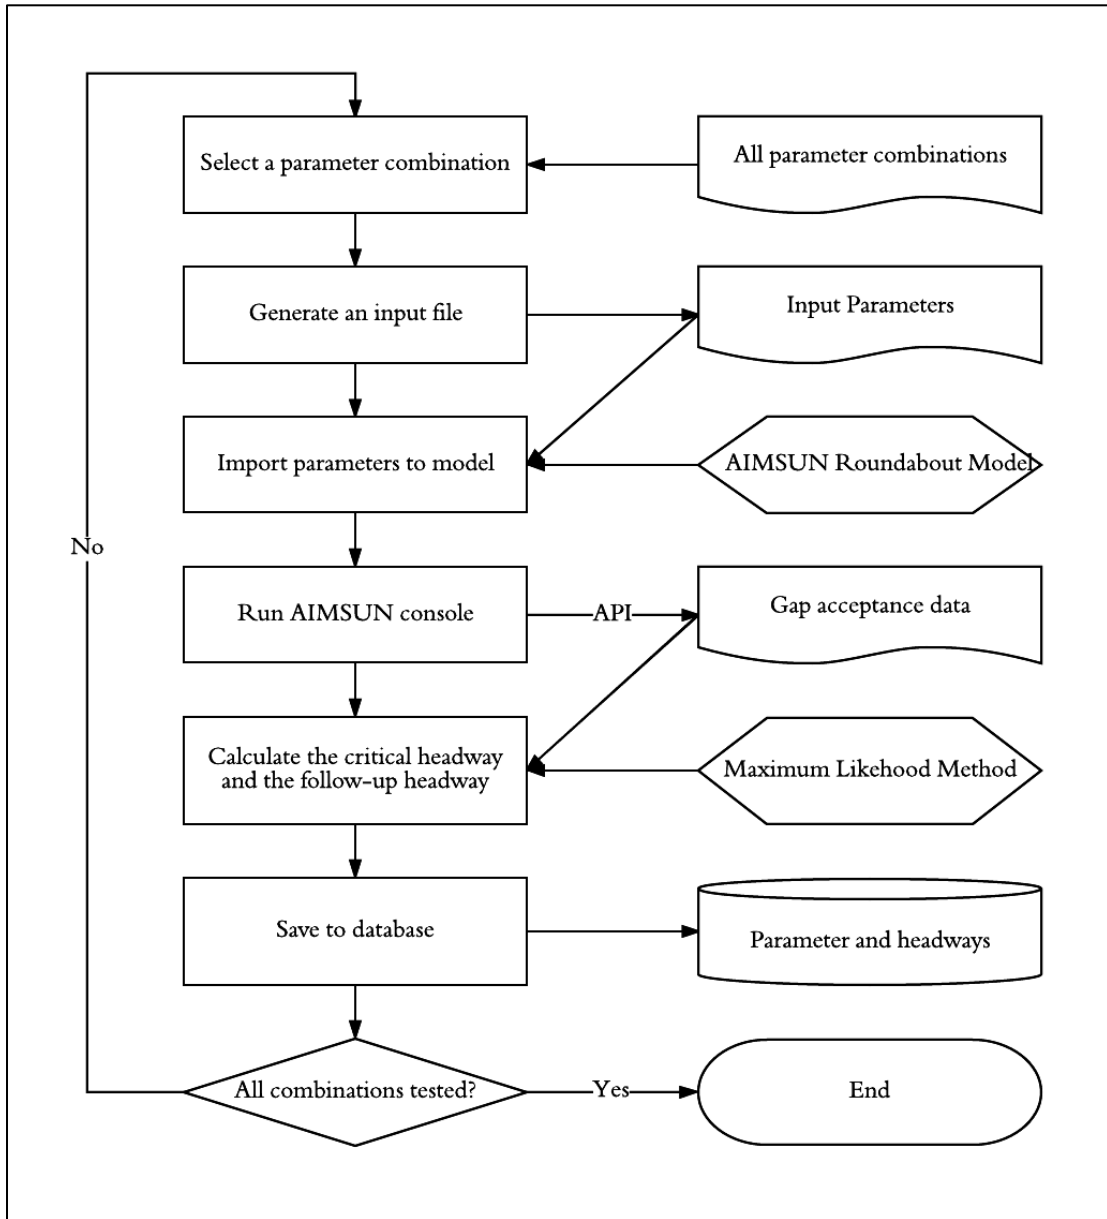 Select a parameter combination
All parameter combinations
Generate an input file
Input Parameters
Import parameters to model
AIMSUN Roundabout Model
No
Run AIMSUN console
API
Gap acceptance data
Calculate the critical headway
and the follow-up headway
Maximum Likehood Method
Save to database
Parameter and headways
All combinations tested?
Yes
End